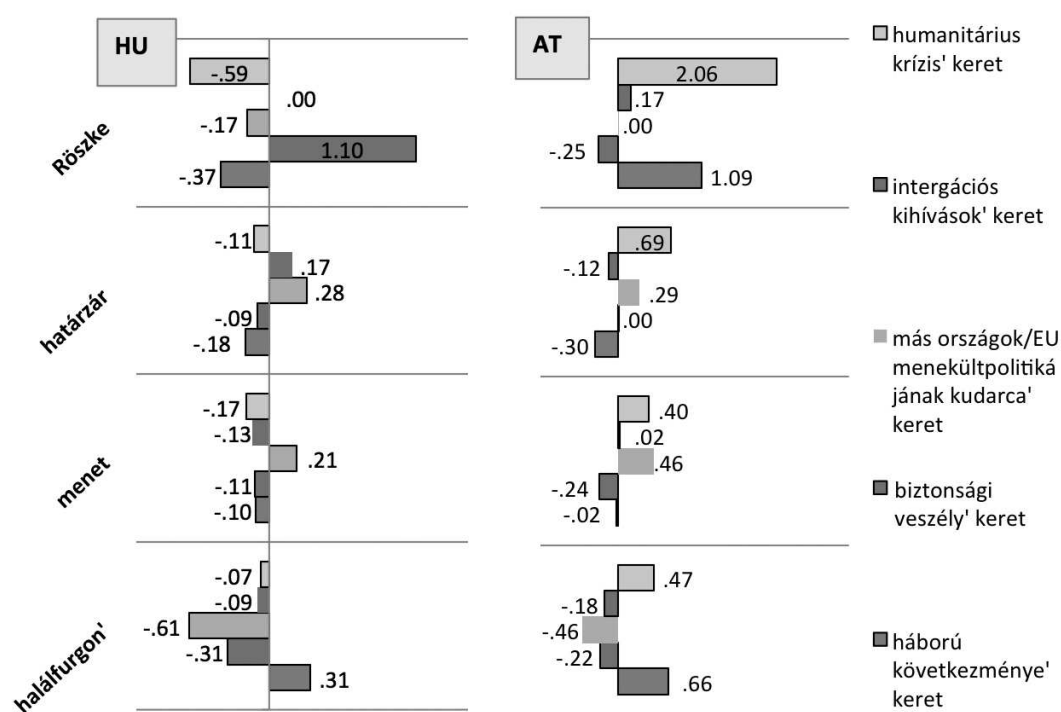 HU
-.59
.00
-.17
1.10
-.37
Röszke
-.11
.17
.28
-.09
-.18
határzár
-.17
-.13
.21
-.11
-.10
menet
-.07
-.09
-.61
-.31
.31
halálfurgon'
AT
2.06
.17
.00
-.25
1.09
.69
-.12
.29
.00
-.30
.40
.02
.46
-.24
-.02
.47
-.18
-.46
-.22
.66
humanitárius
krízis' keret
intergációs
kihívások' keret
más országok/EU
menekültpolitiká
jának kudarca'
keret
biztonsági
veszély' keret
háború
következménye'
keret